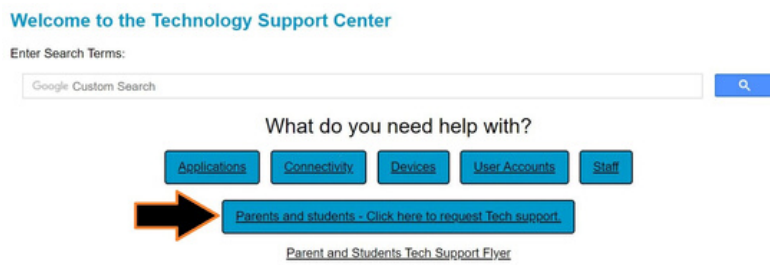 Welcome to the Technology Support Center
Enter Search Terms:
Google Custom Search
What do you need help with?
Applications Connectivity Devices User Accounts Staff
Parents and students - Click here to request Tech support.
Parent and Students Tech Support Flyer